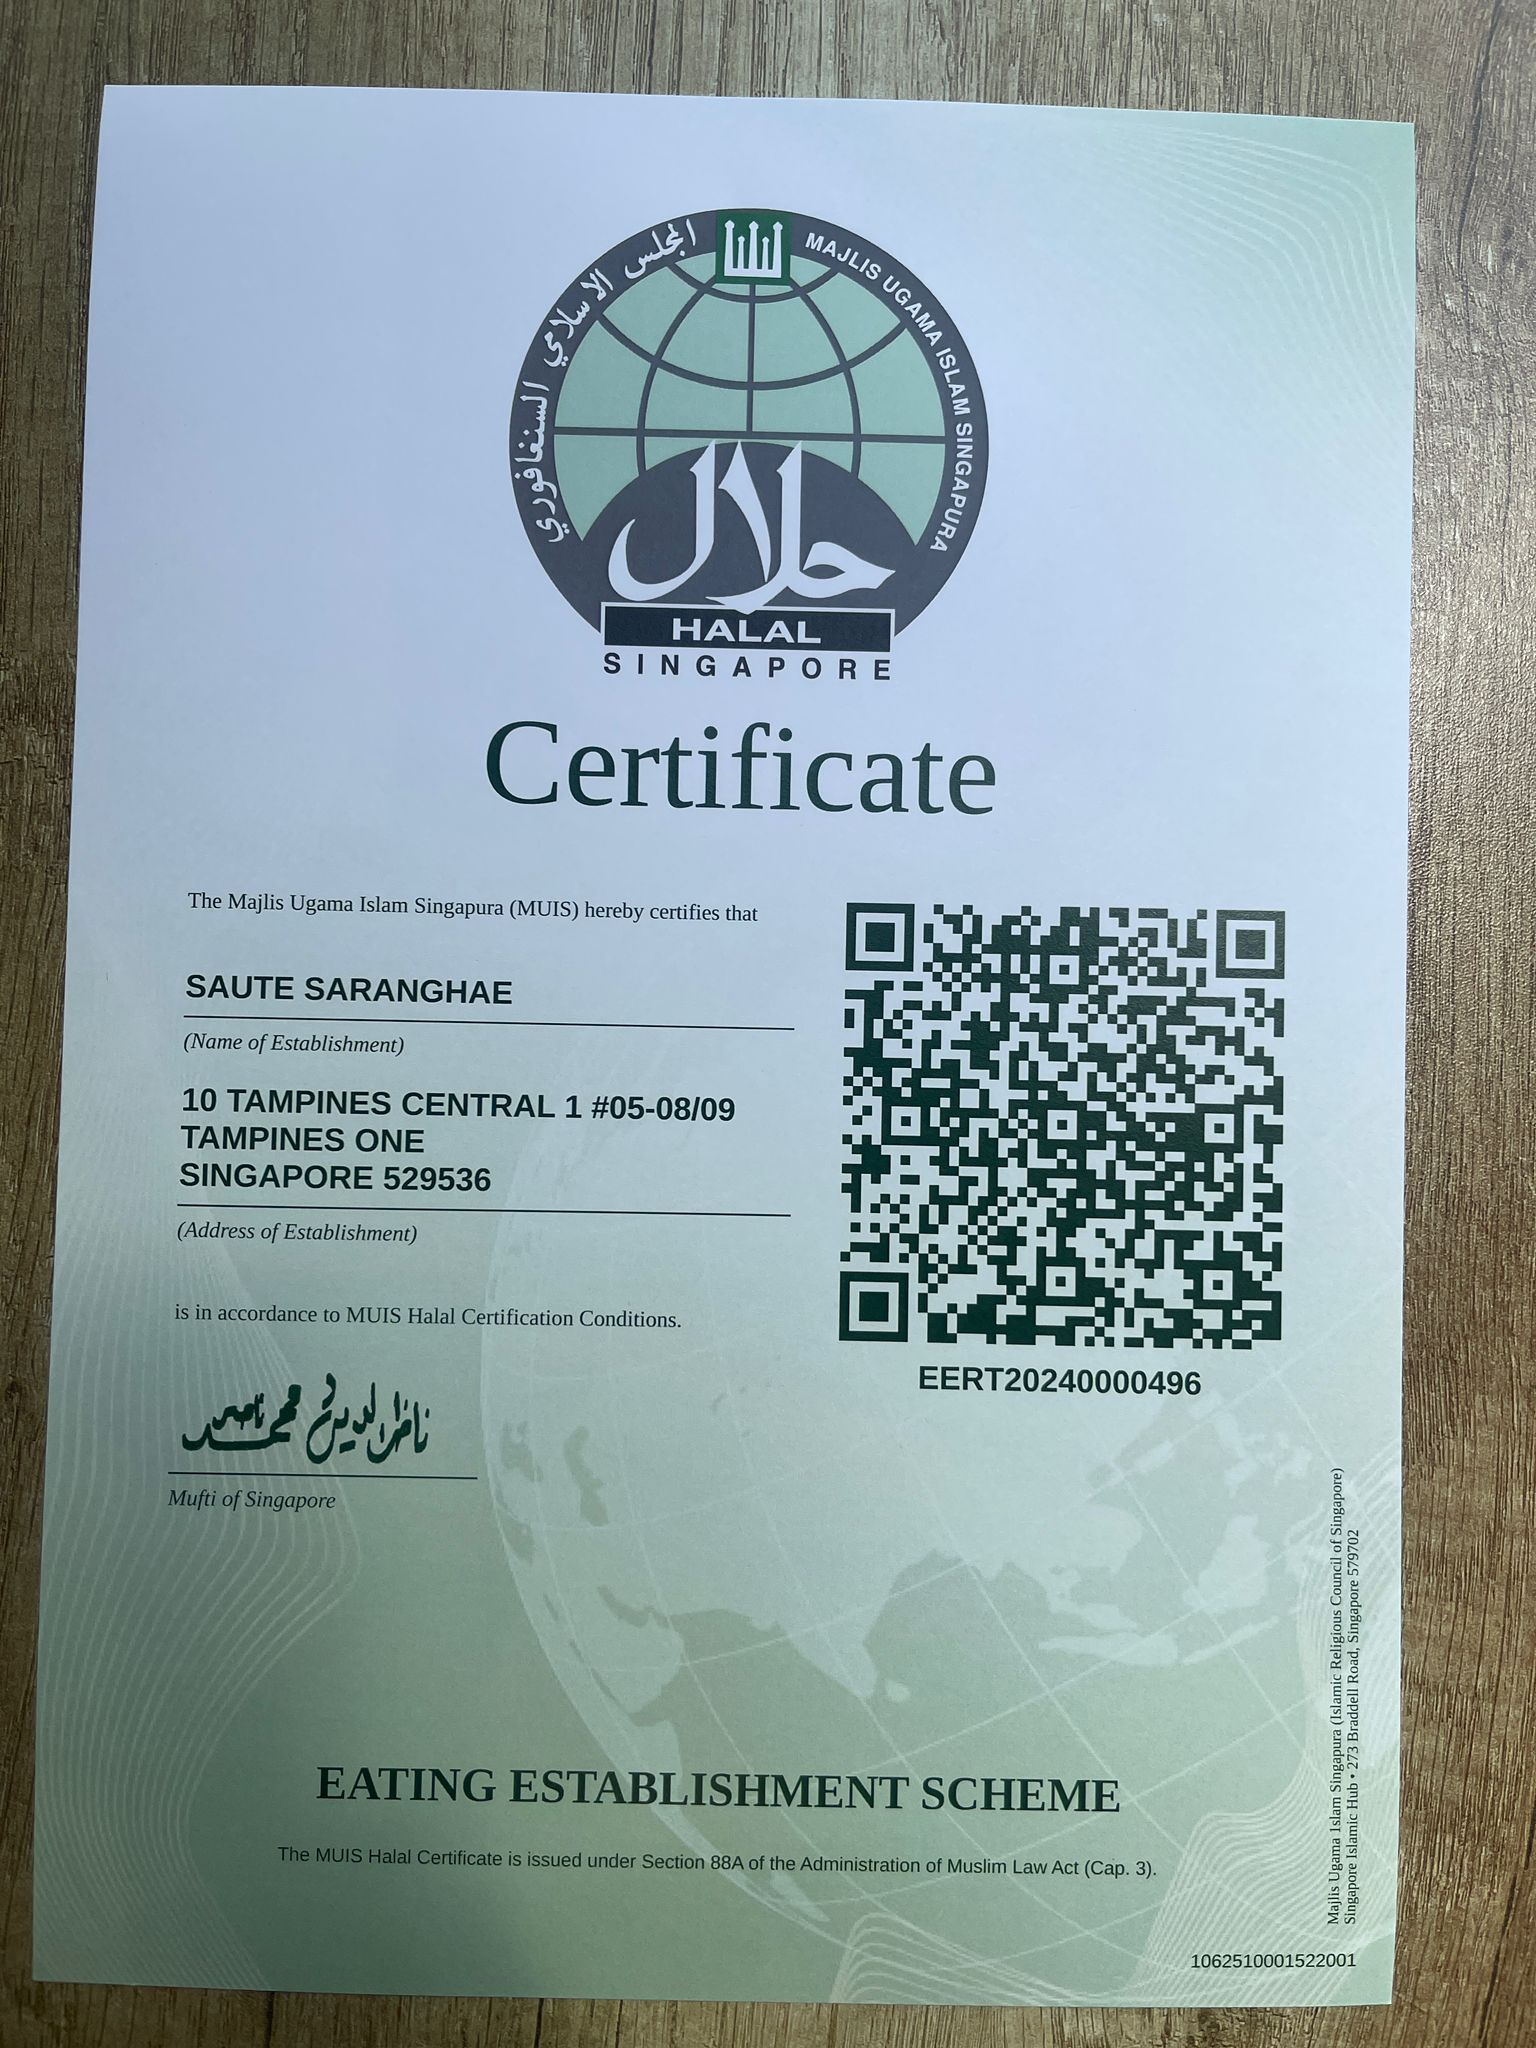 المجلس الاسلامي السنغافوري
MAJLIS UGAMA ISLAM SINGAPURA
حلال
HALAL
SINGAPORE
Certificate
The Majlis Ugama Islam Singapura (MUIS) hereby certifies that
SAUTE SARANGHAE
(Name of Establishment)
10 TAMPINES CENTRAL 1 #05-08/09
TAMPINES ONE
SINGAPORE 529536
(Address of Establishment)
is in accordance to MUIS Halal Certification Conditions.
EERT20240000496
ناظرالدين محمد ناصر
Mufti of Singapore
EATING ESTABLISHMENT SCHEME
The MUIS Halal Certificate is issued under Section 88A of the Administration of Muslim Law Act (Cap. 3).
Majlis Ugama Islam Singapura (Islamic Religious Council of Singapore)
Singapore Islamic Hub • 273 Braddell Road, Singapore 579702
1062510001522001